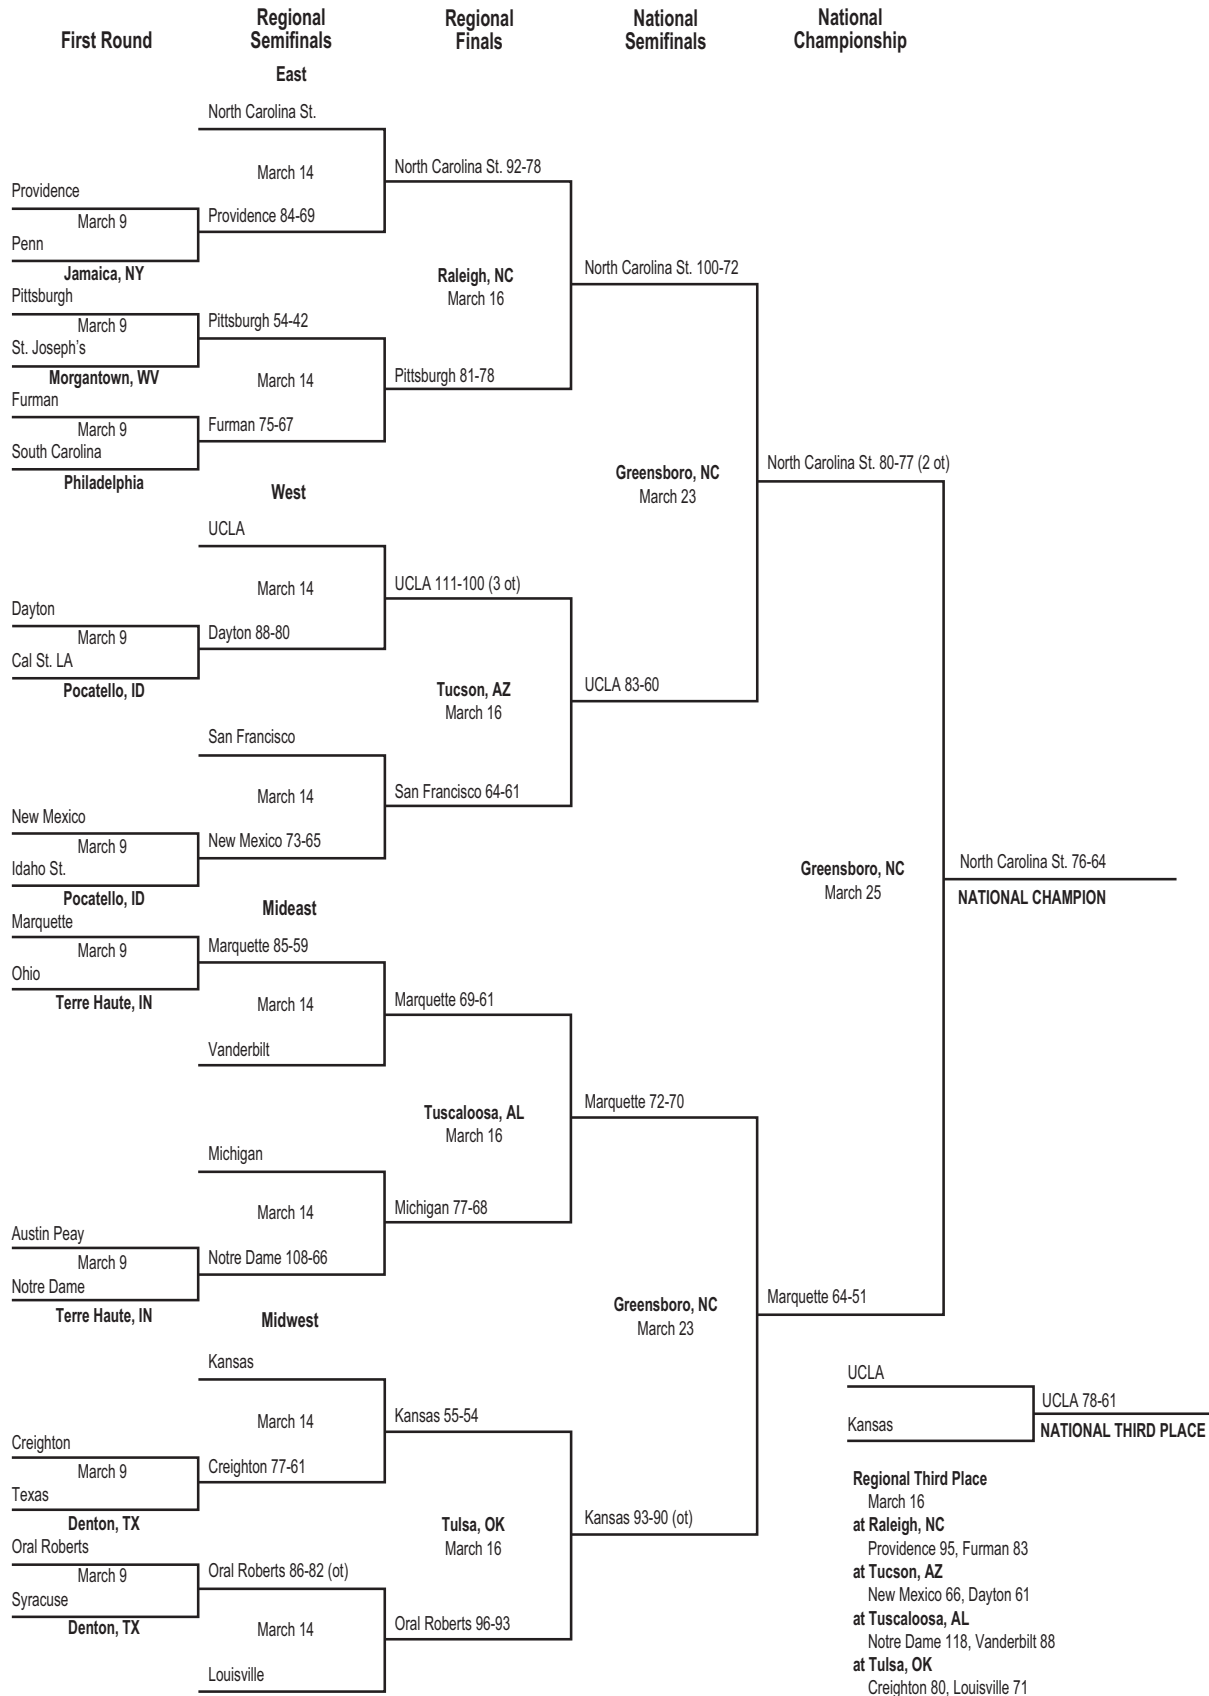 First Round
Regional
Semifinals
Regional
Finals
National
Semifinals
National
Championship
East
North Carolina St.
March 14
North Carolina St. 92-78
Providence
March 9
Providence 84-69
Penn
Jamaica, NY
Raleigh, NC
March 16
North Carolina St. 100-72
Pittsburgh
March 9
Pittsburgh 54-42
St. Joseph's
Morgantown, WV
March 14
Pittsburgh 81-78
Furman
March 9
Furman 75-67
South Carolina
Philadelphia
Greensboro, NC
March 23
North Carolina St. 80-77 (2 ot)
West
UCLA
March 14
UCLA 111-100 (3 ot)
Dayton
March 9
Dayton 88-80
Cal St. LA
Pocatello, ID
Tucson, AZ
March 16
UCLA 83-60
San Francisco
March 14
San Francisco 64-61
New Mexico
March 9
New Mexico 73-65
Idaho St.
Pocatello, ID
Greensboro, NC
March 25
North Carolina St. 76-64
NATIONAL CHAMPION
Mideast
Marquette
March 9
Marquette 85-59
Ohio
Terre Haute, IN
March 14
Marquette 69-61
Vanderbilt
Tuscaloosa, AL
March 16
Marquette 72-70
Michigan
March 14
Michigan 77-68
Austin Peay
March 9
Notre Dame 108-66
Notre Dame
Terre Haute, IN
Greensboro, NC
March 23
Marquette 64-51
Midwest
Kansas
March 14
Kansas 55-54
Creighton
March 9
Creighton 77-61
Texas
Denton, TX
Tulsa, OK
March 16
Kansas 93-90 (ot)
Oral Roberts
March 9
Oral Roberts 86-82 (ot)
Syracuse
Denton, TX
March 14
Oral Roberts 96-93
Louisville
UCLA
UCLA 78-61
Kansas
NATIONAL THIRD PLACE
Regional Third Place
March 16
at Raleigh, NC
Providence 95, Furman 83
at Tucson, AZ
New Mexico 66, Dayton 61
at Tuscaloosa, AL
Notre Dame 118, Vanderbilt 88
at Tulsa, OK
Creighton 80, Louisville 71